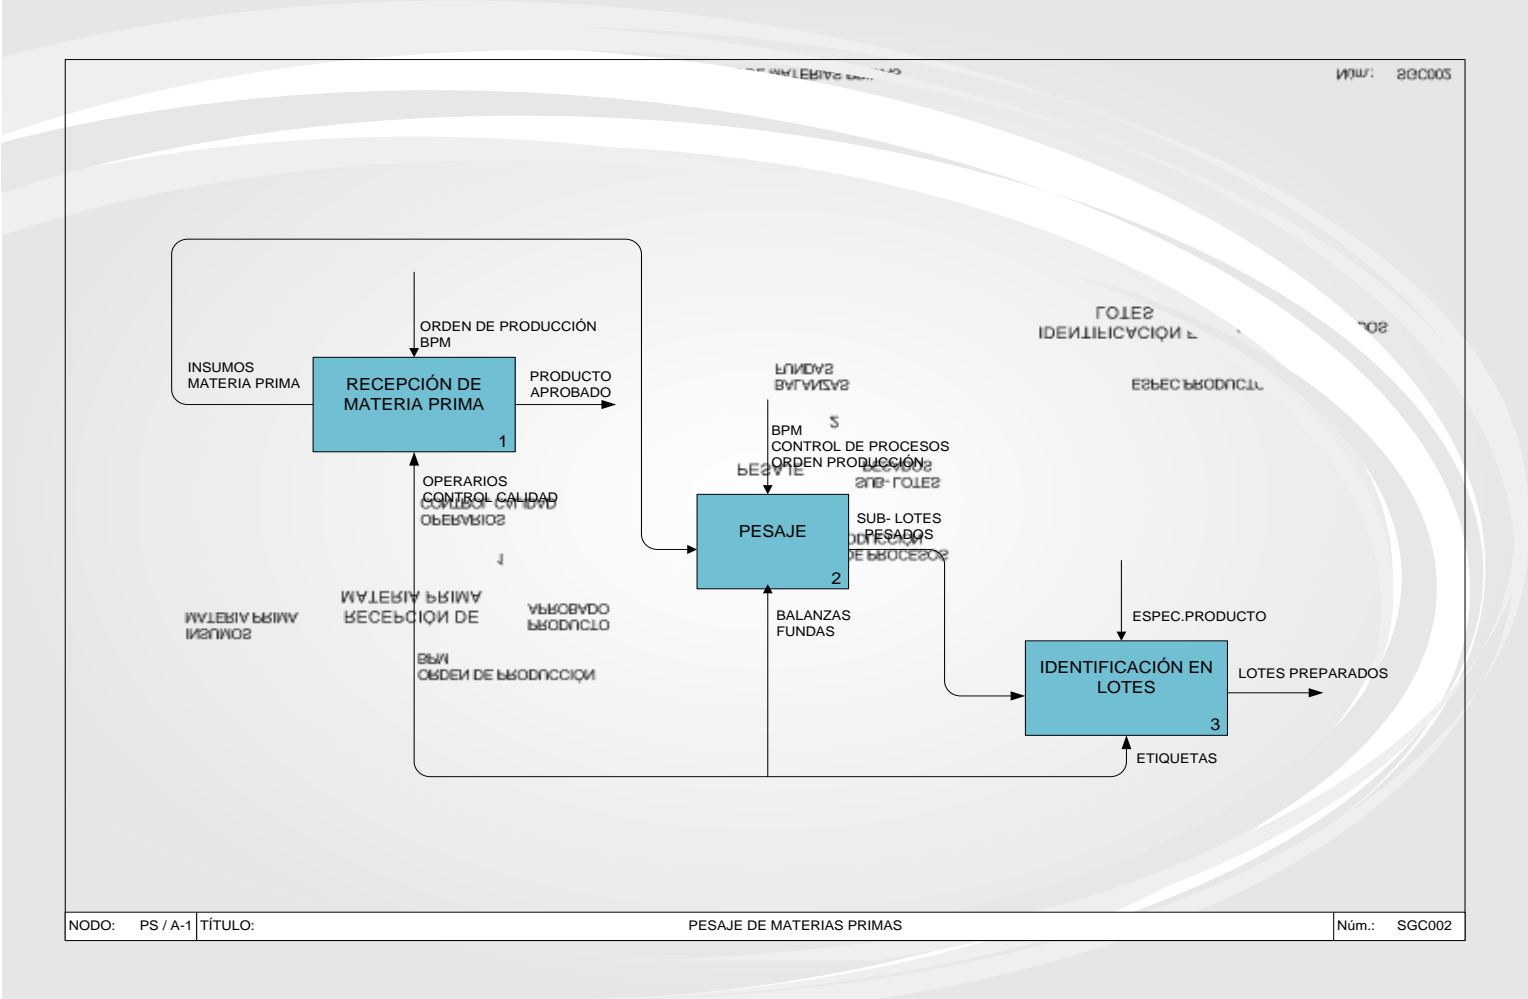 ORDEN DE PRODUCCIÓN
BPM
INSUMOS
MATERIA PRIMA
RECEPCIÓN DE
MATERIA PRIMA
1
PRODUCTO
APROBADO
OPERARIOS
CONTROL CALIDAD
BPM
CONTROL DE PROCESOS
ORDEN PRODUCCIÓN
PESAJE
2
SUB- LOTES
PESADOS
BALANZAS
FUNDAS
ESPEC.PRODUCTO
IDENTIFICACIÓN EN
LOTES
3
LOTES PREPARADOS
ETIQUETAS
NODO: PS / A-1 TÍTULO: PESAJE DE MATERIAS PRIMAS Núm.: SGC002